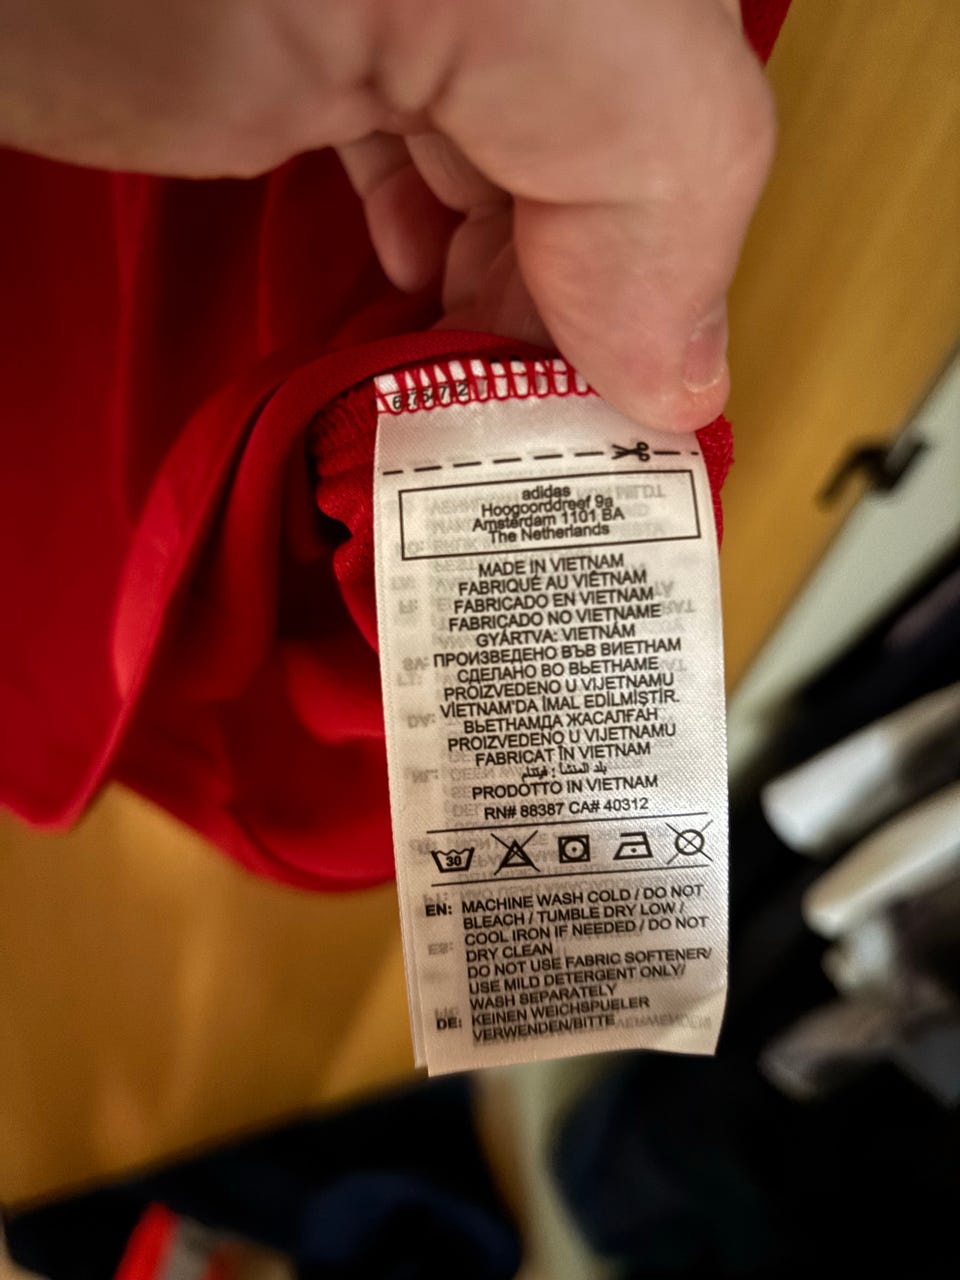 adidas
Hoogoorddreef 9a
Amsterdam 1101 BA
The Netherlands
MADE IN VIETNAM
FABRIQUÉ AU VIÊTNAM
FABRICADO EN VIETNAM
FABRICADO NO VIETNAME
GYÁRTVA: VIETNÁM
ПРОИЗВЕДЕНО ВЪВ ВИЕТНАМ
СДЕЛАНО ВО ВЬЕТНАМЕ
PROIZVEDENO U VIJETNAMU
VİETNAM'DA İMAL EDİLMİŞTİR.
ВЬЕТНАМДА ЖАСАЛҒАН
PROIZVEDENO U VIJETNAMU
FABRICAT ÎN VIETNAM
بلد المنشأ : فيتنام
PRODOTTO IN VIETNAM
RN# 88387 CA# 40312
30
EN: MACHINE WASH COLD / DO NOT
BLEACH / TUMBLE DRY LOW /
COOL IRON IF NEEDED / DO NOT
DRY CLEAN
DO NOT USE FABRIC SOFTENER/
USE MILD DETERGENT ONLY/
WASH SEPARATELY
DE: KEINEN WEICHSPUELER
VERWENDEN/BITTE